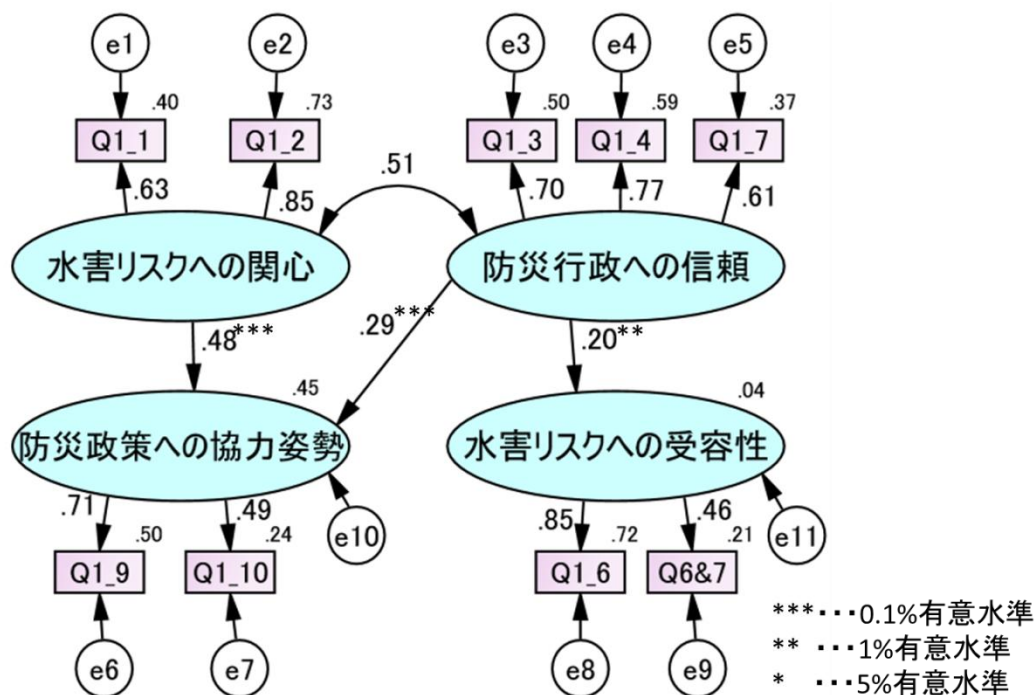 e1 e2 e3 e4 e5
.40 .73 .50 .59 .37
Q1_1 Q1_2 Q1_3 Q1_4 Q1_7
.51
.63 .85 .70 .77 .61
水害リスクへの関心 防災行政への信頼
.48*** .29*** .20**
.45 .04
防災政策への協力姿勢 水害リスクへの受容性
.71 .49 e10 .85 .46 e11
.50 .24 .72 .21
Q1_9 Q1_10 Q1_6 Q6&7
e6 e7 e8 e9
***・・・0.1%有意水準
** ・・・1%有意水準
* ・・・5%有意水準